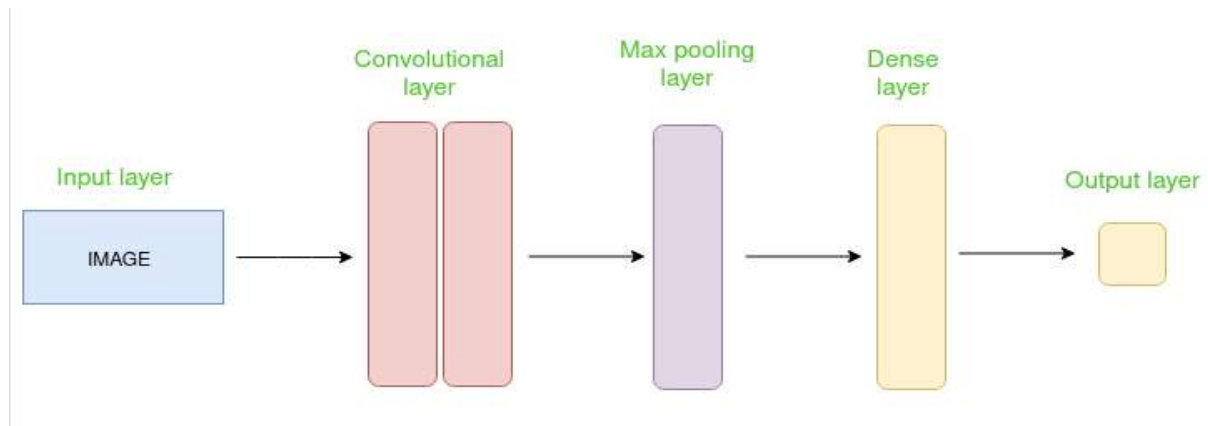 Input layer
IMAGE
Convolutional
layer
Max pooling
layer
Dense
layer
Output layer